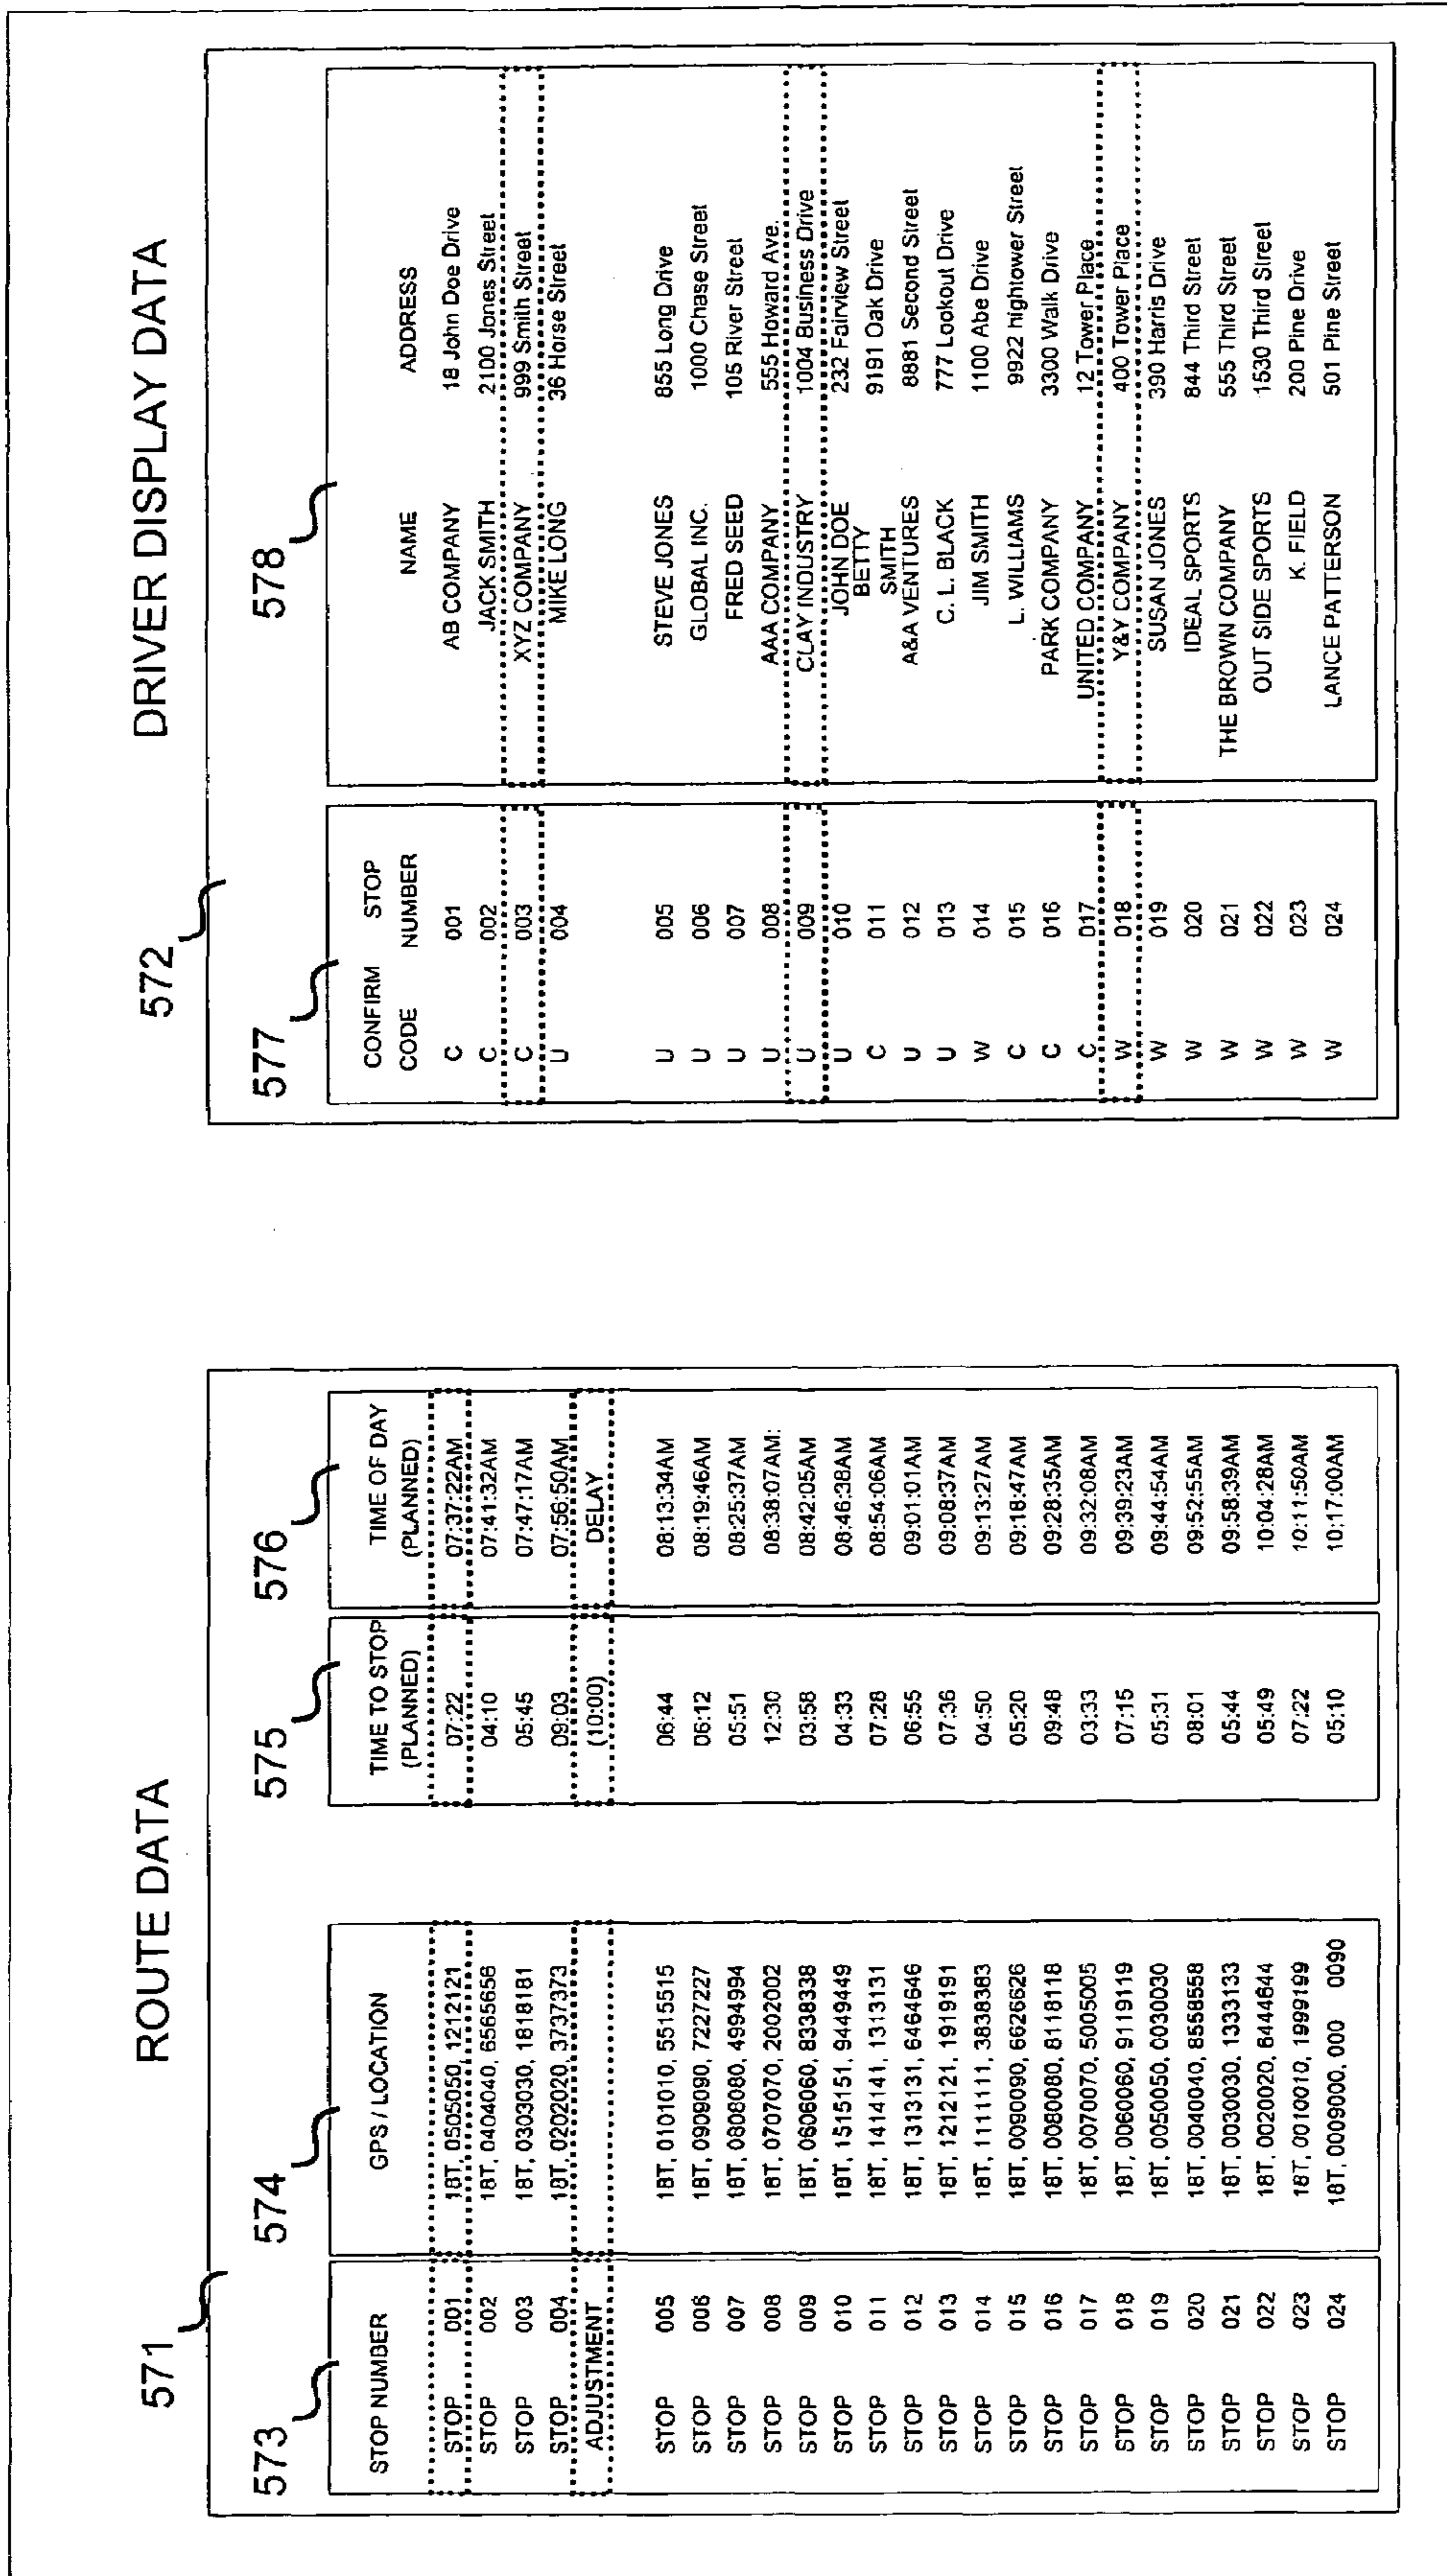 ROUTE DATA
571
573
574
575
576
STOP NUMBER GPS / LOCATION TIME TO STOP (PLANNED) TIME OF DAY (PLANNED)
STOP 001 18T, 0505050, 1212121 07:22 07:37:22AM
STOP 002 18T, 0404040, 6565656 04:10 07:41:32AM
STOP 003 18T, 0303030, 1818181 05:45 07:47:17AM
STOP 004 18T, 0202020, 3737373 09:03 07:56:50AM
ADJUSTMENT (10:00) DELAY
STOP 005 18T, 0101010, 5515515 06:44 08:13:34AM
STOP 006 18T, 0909090, 7227227 06:12 08:19:46AM
STOP 007 18T, 0808080, 4994994 05:51 08:25:37AM
STOP 008 18T, 0707070, 2002002 12:30 08:38:07AM:
STOP 009 18T, 0606060, 8338338 03:58 08:42:05AM
STOP 010 18T, 1515151, 9449449 04:33 08:46:38AM
STOP 011 18T, 1414141, 1313131 07:28 08:54:06AM
STOP 012 18T, 1313131, 6464646 06:55 09:01:01AM
STOP 013 18T, 1212121, 1919191 07:36 09:08:37AM
STOP 014 18T, 1111111, 3838383 04:50 09:13:27AM
STOP 015 18T, 0090090, 6626626 05:20 09:18:47AM
STOP 016 18T, 0080080, 8118118 09:48 09:28:35AM
STOP 017 18T, 0070070, 5005005 03:33 09:32:08AM
STOP 018 18T, 0060060, 9119119 07:15 09:39:23AM
STOP 019 18T, 0050050, 0030030 05:31 09:44:54AM
STOP 020 18T, 0040040, 8558558 08:01 09:52:55AM
STOP 021 18T, 0030030, 1333133 05:44 09:58:39AM
STOP 022 18T, 0020020, 6444644 05:49 10:04:28AM
STOP 023 18T, 0010010, 1999199 07:22 10:11:50AM
STOP 024 18T, 0009000, 000 0090 05:10 10:17:00AM
DRIVER DISPLAY DATA
572
577
578
CONFIRM CODE STOP NUMBER NAME ADDRESS
C 001 AB COMPANY 18 John Doe Drive
C 002 JACK SMITH 2100 Jones Street
C 003 XYZ COMPANY 999 Smith Street
U 004 MIKE LONG 36 Horse Street
U 005 STEVE JONES 855 Long Drive
U 006 GLOBAL INC. 1000 Chase Street
U 007 FRED SEED 105 River Street
U 008 AAA COMPANY 555 Howard Ave.
U 009 CLAY INDUSTRY 1004 Business Drive
U 010 JOHN DOE 232 Fairview Street
C 011 BETTY SMITH 9191 Oak Drive
U 012 A&A VENTURES 8881 Second Street
U 013 C. L. BLACK 777 Lookout Drive
W 014 JIM SMITH 1100 Abe Drive
C 015 L. WILLIAMS 9922 hightower Street
C 016 PARK COMPANY 3300 Walk Drive
C 017 UNITED COMPANY 12 Tower Place
W 018 Y&Y COMPANY 400 Tower Place
W 019 SUSAN JONES 390 Harris Drive
W 020 IDEAL SPORTS 844 Third Street
W 021 THE BROWN COMPANY 555 Third Street
W 022 OUT SIDE SPORTS 1530 Third Street
W 023 K. FIELD 200 Pine Drive
W 024 LANCE PATTERSON 501 Pine Street